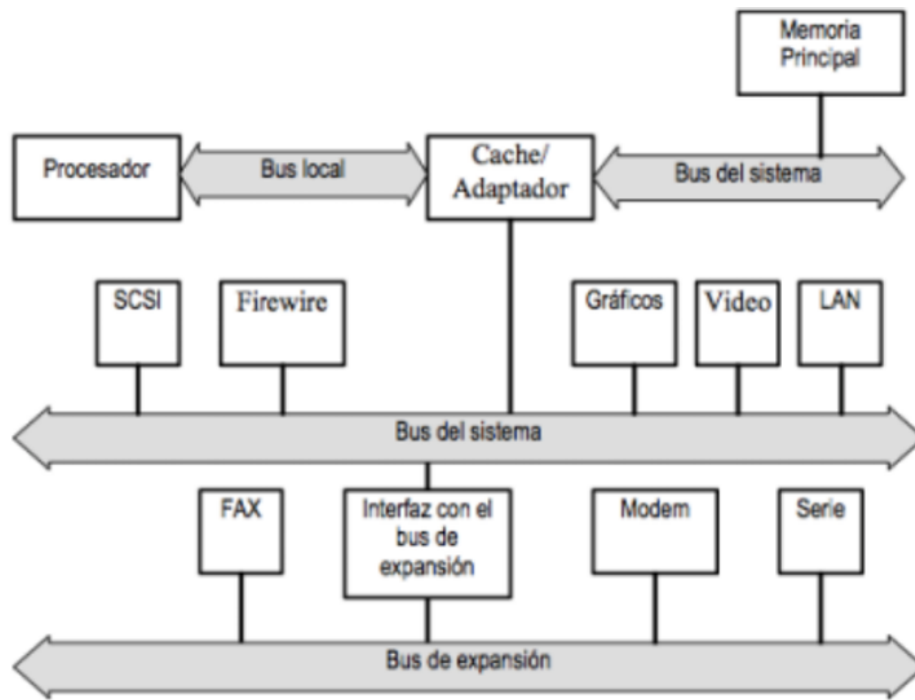 Memoria
Principal
Procesador
Bus local
Cache/
Adaptador
Bus del sistema
SCSI
Firewire
Gráficos
Video
LAN
Bus del sistema
FAX
Interfaz con el
bus de
expansión
Modem
Serie
Bus de expansión